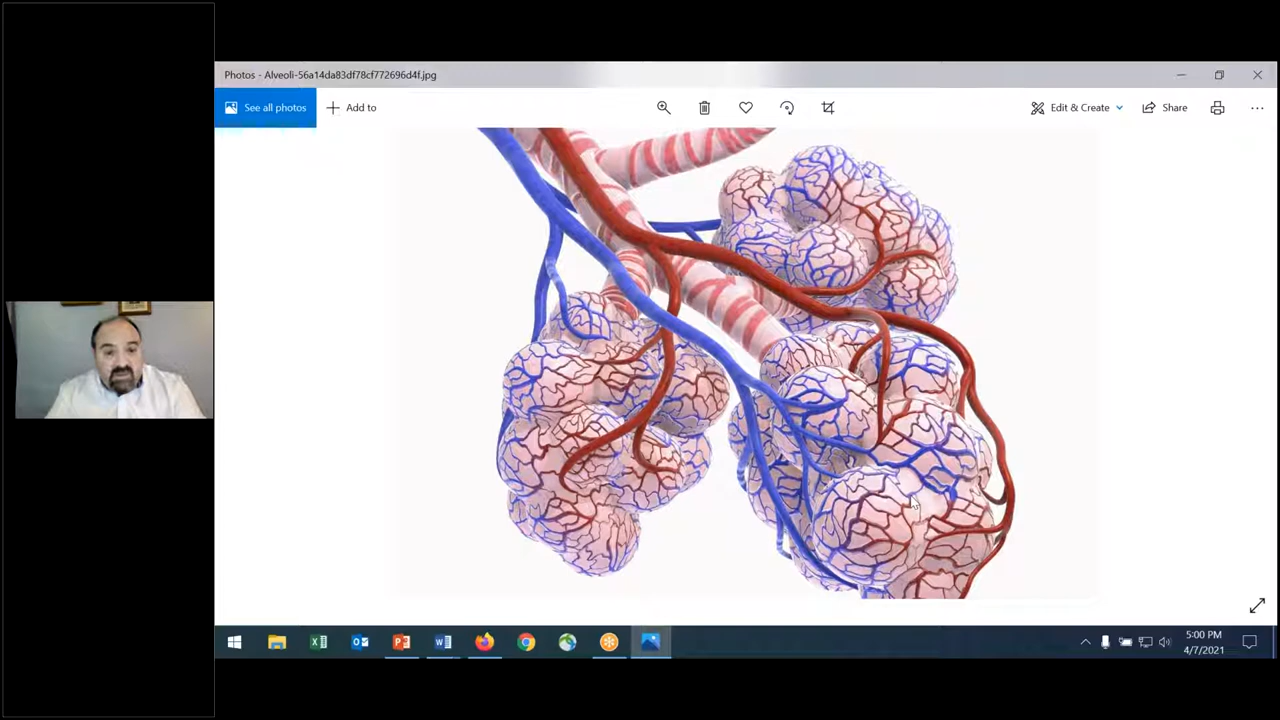 Photos - Alveoli-56a14da83df78cf772696d4f.jpg
See all photos
Add to
Edit & Create
Share
5:00 PM
4/7/2021